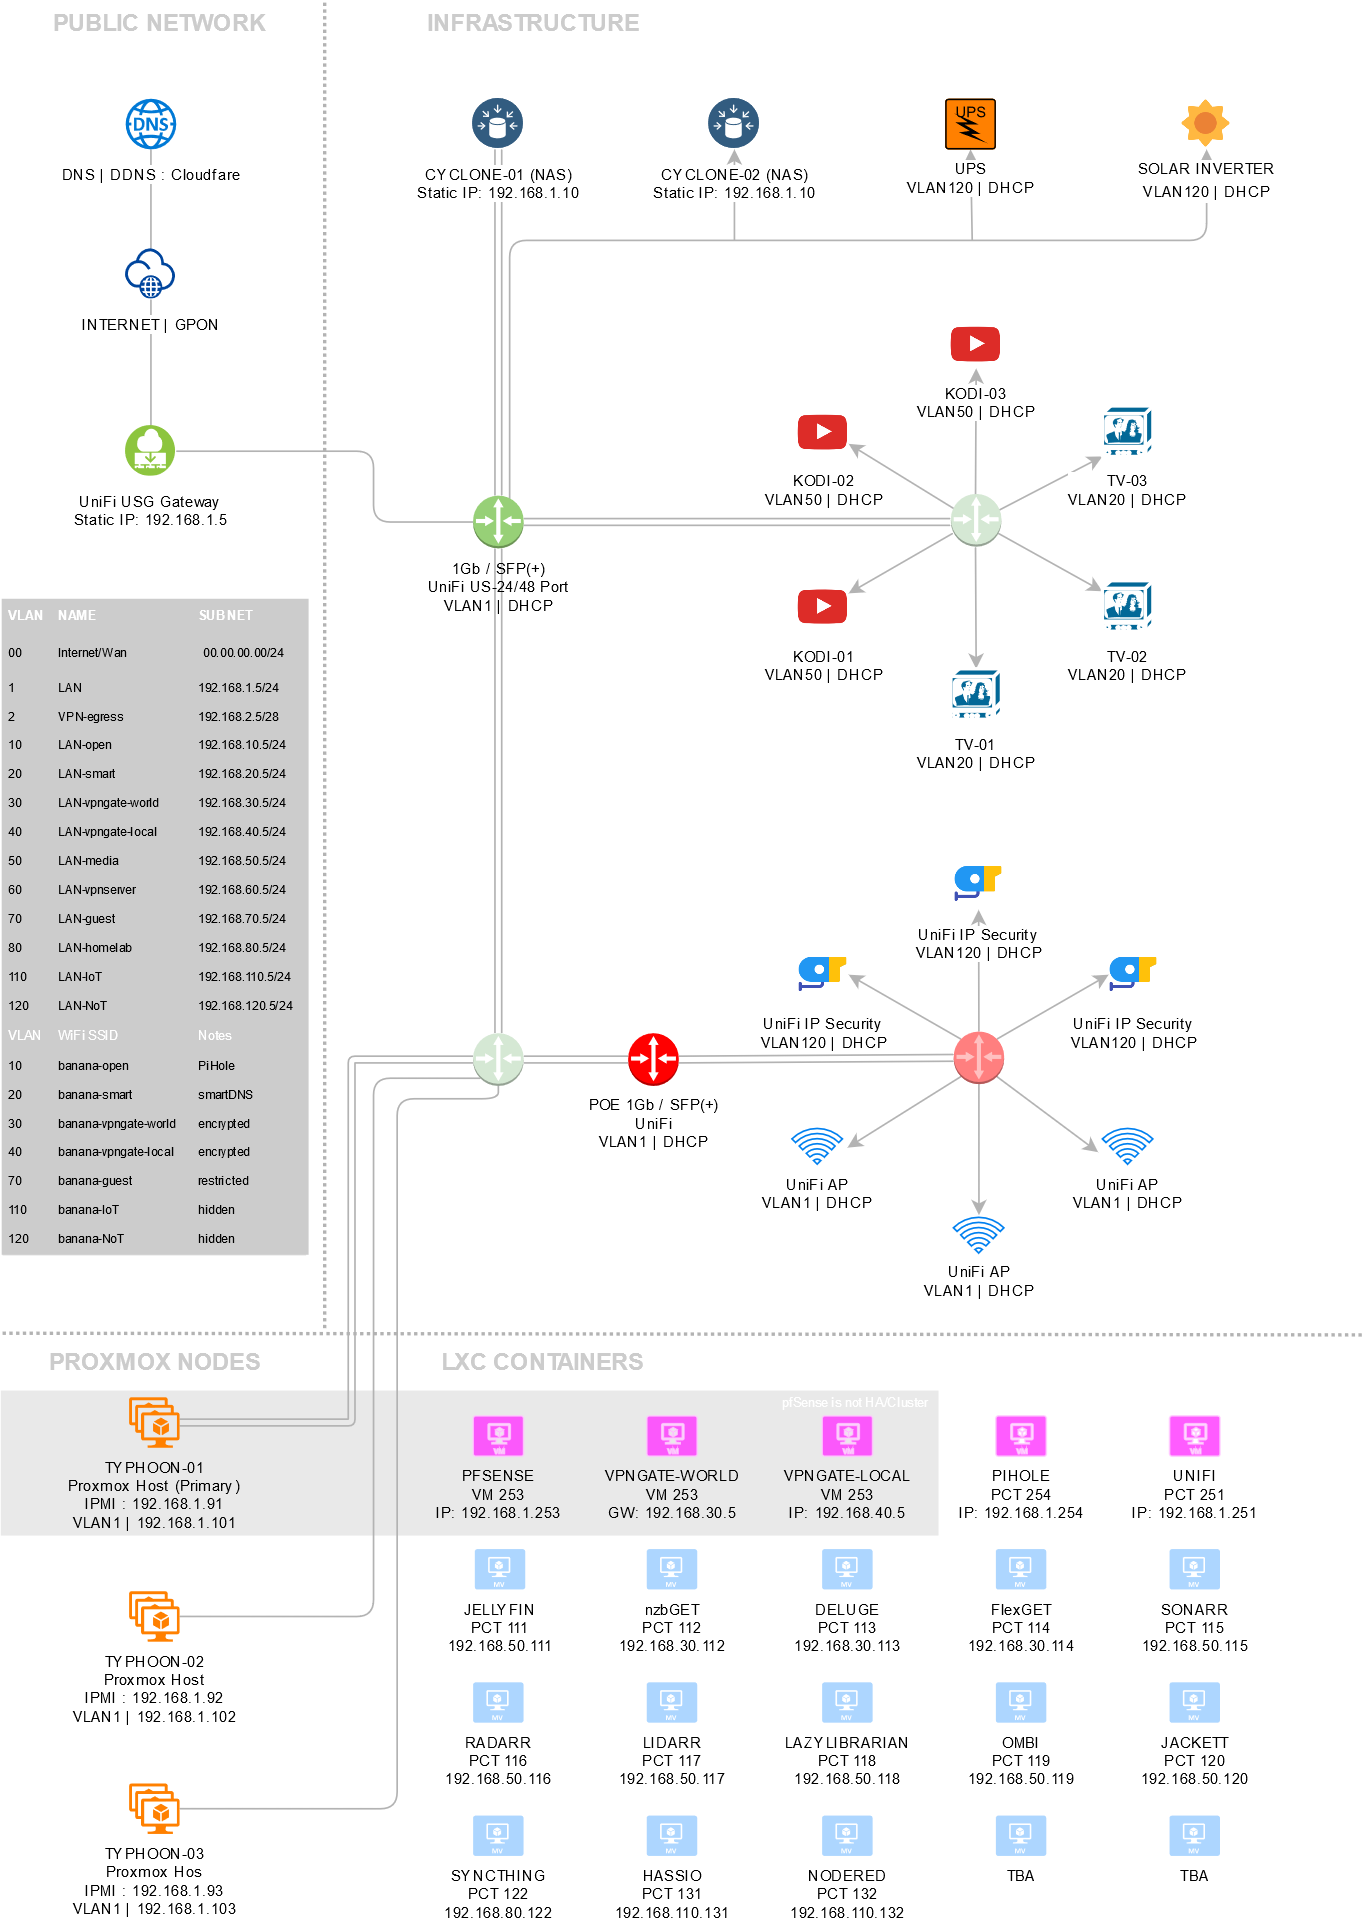 PUBLIC NETWORK
INFRASTRUCTURE
DNS
DNS | DDNS : Cloudfare
INTERNET | GPON
UniFi USG Gateway
Static IP: 192.168.1.5
CYCLONE-01 (NAS)
Static IP: 192.168.1.10
CYCLONE-02 (NAS)
Static IP: 192.168.1.10
UPS
UPS
VLAN120 | DHCP
SOLAR INVERTER
VLAN120 | DHCP
KODI-03
VLAN50 | DHCP
KODI-02
VLAN50 | DHCP
TV-03
VLAN20 | DHCP
1Gb / SFP(+)
UniFi US-24/48 Port
VLAN1 | DHCP
KODI-01
VLAN50 | DHCP
TV-02
VLAN20 | DHCP
TV-01
VLAN20 | DHCP
VLAN NAME SUBNET
00 Internet/Wan 00.00.00.00/24
1 LAN 192.168.1.5/24
2 VPN-egress 192.168.2.5/28
10 LAN-open 192.168.10.5/24
20 LAN-smart 192.168.20.5/24
30 LAN-vpngate-world 192.168.30.5/24
40 LAN-vpngate-local 192.168.40.5/24
50 LAN-media 192.168.50.5/24
60 LAN-vpnserver 192.168.60.5/24
70 LAN-guest 192.168.70.5/24
80 LAN-homelab 192.168.80.5/24
110 LAN-IoT 192.168.110.5/24
120 LAN-NoT 192.168.120.5/24
VLAN WiFi SSID Notes
10 banana-open PiHole
20 banana-smart smartDNS
30 banana-vpngate-world encrypted
40 banana-vpngate-local encrypted
70 banana-guest restricted
110 banana-IoT hidden
120 banana-NoT hidden
UniFi IP Security
VLAN120 | DHCP
UniFi IP Security
VLAN120 | DHCP
UniFi IP Security
VLAN120 | DHCP
POE 1Gb / SFP(+)
UniFi
VLAN1 | DHCP
UniFi AP
VLAN1 | DHCP
UniFi AP
VLAN1 | DHCP
UniFi AP
VLAN1 | DHCP
PROXMOX NODES
LXC CONTAINERS
pfSense is not HA/Cluster
TYPHOON-01
Proxmox Host (Primary)
IPMI : 192.168.1.91
VLAN1 | 192.168.1.101
VM
PFSENSE
VM 253
IP: 192.168.1.253
VM
VPNGATE-WORLD
VM 253
GW: 192.168.30.5
VM
VPNGATE-LOCAL
VM 253
IP: 192.168.40.5
VM
PIHOLE
PCT 254
IP: 192.168.1.254
VM
UNIFI
PCT 251
IP: 192.168.1.251
TYPHOON-02
Proxmox Host
IPMI : 192.168.1.92
VLAN1 | 192.168.1.102
MV
JELLYFIN
PCT 111
192.168.50.111
MV
nzbGET
PCT 112
192.168.30.112
MV
DELUGE
PCT 113
192.168.30.113
MV
FlexGET
PCT 114
192.168.30.114
MV
SONARR
PCT 115
192.168.50.115
MV
RADARR
PCT 116
192.168.50.116
MV
LIDARR
PCT 117
192.168.50.117
MV
LAZYLIBRARIAN
PCT 118
192.168.50.118
MV
OMBI
PCT 119
192.168.50.119
MV
JACKETT
PCT 120
192.168.50.120
TYPHOON-03
Proxmox Hos
IPMI : 192.168.1.93
VLAN1 | 192.168.1.103
MV
SYNCTHING
PCT 122
192.168.80.122
MV
HASSIO
PCT 131
192.168.110.131
MV
NODERED
PCT 132
192.168.110.132
MV
TBA
MV
TBA